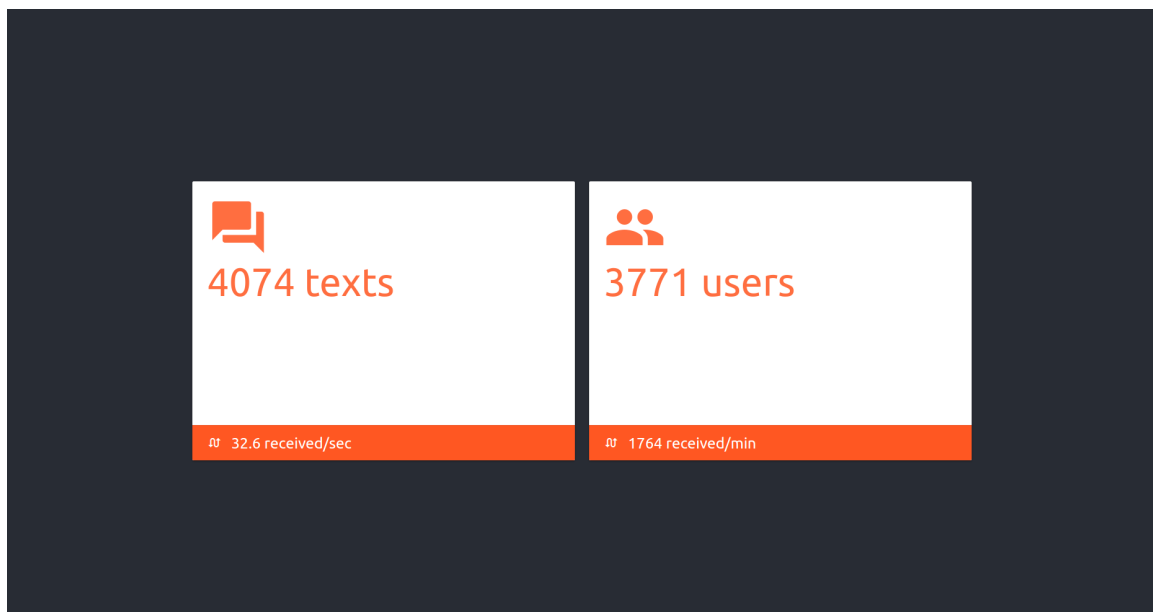 4074 texts
32.6 received/sec
3771 users
1764 received/min